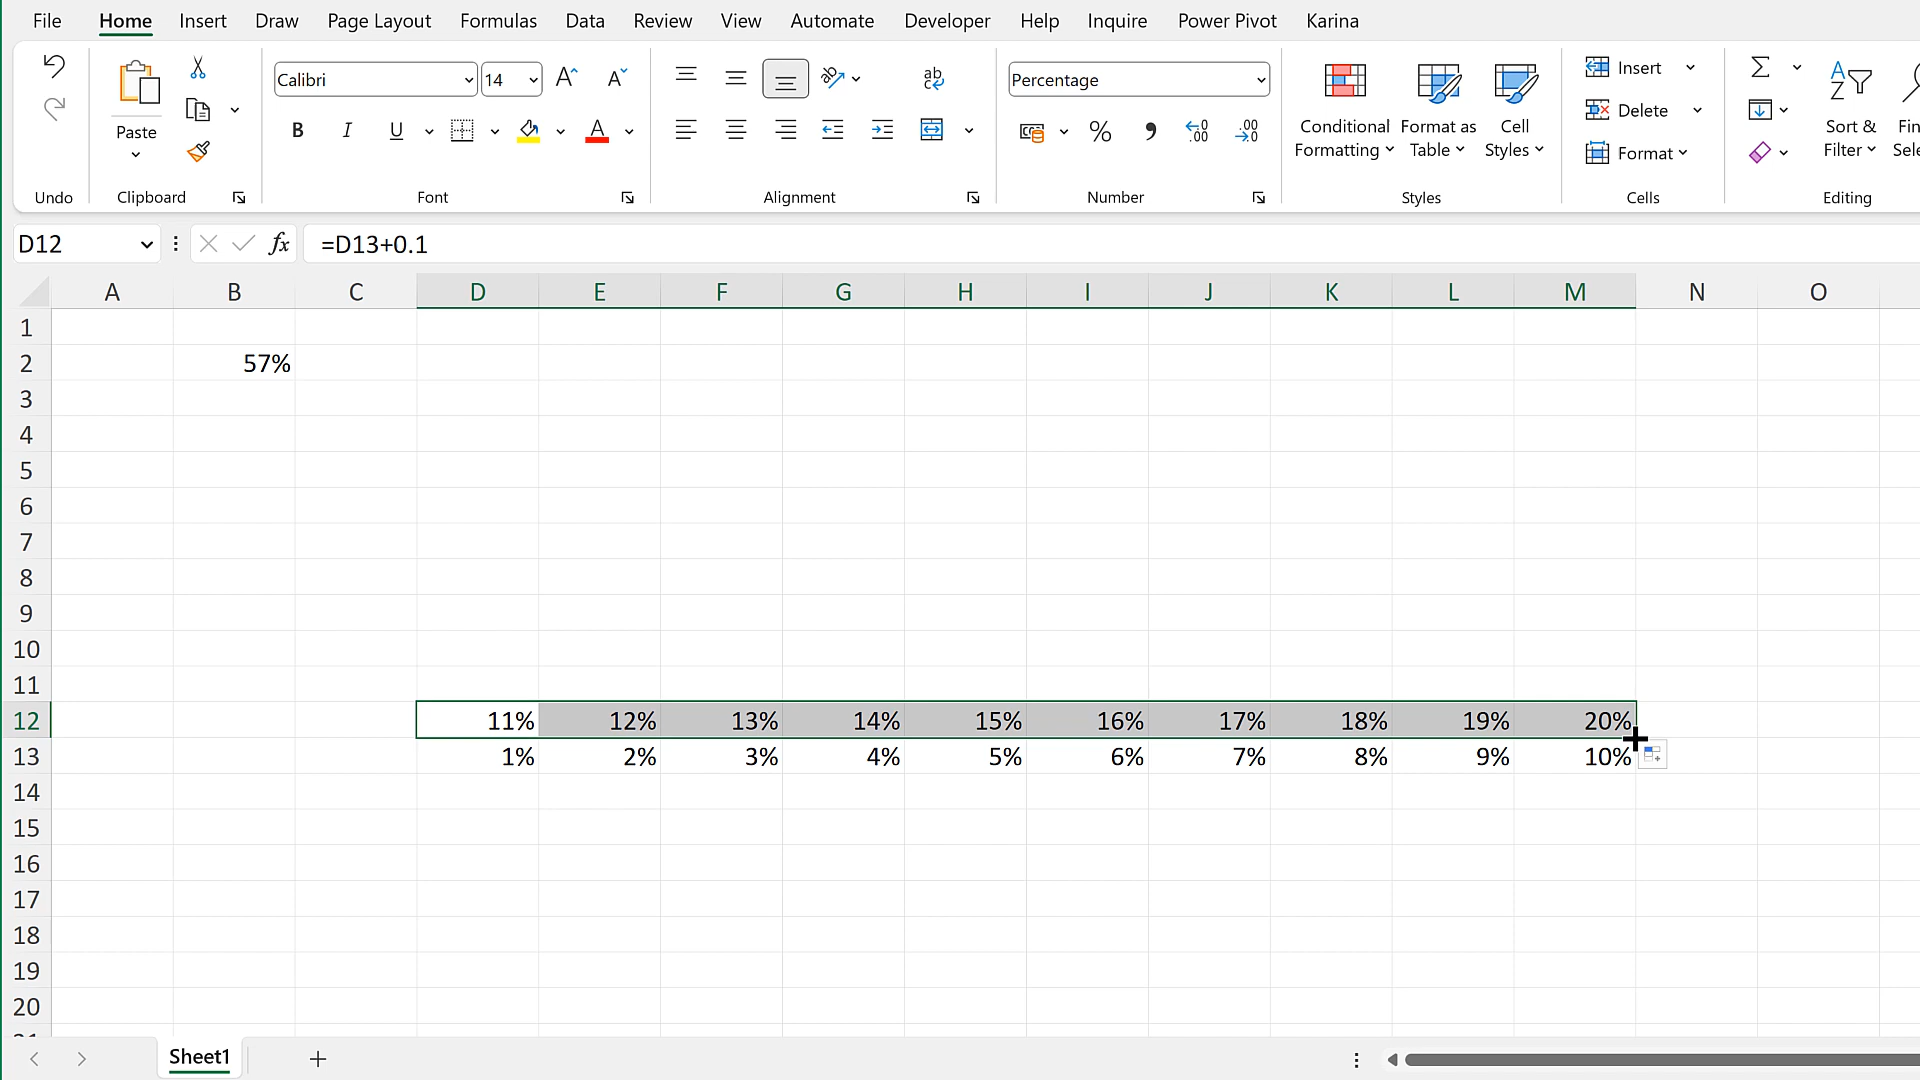 File Home Insert Draw Page Layout Formulas Data Review View Automate Developer Help Inquire Power Pivot Karina
Paste
Calibri 14
B I U A
ab
Percentage
Conditional Formatting
Format as Table
Cell Styles
Insert
Delete
Format
Sort & Filter
Undo Clipboard Font Alignment Number Styles Cells Editing
D12 fx =D13+0.1
A B C D E F G H I J K L M N O
1
2 57%
3
4
5
6
7
8
9
10
11
12 11% 12% 13% 14% 15% 16% 17% 18% 19% 20%
13 1% 2% 3% 4% 5% 6% 7% 8% 9% 10%
14
15
16
17
18
19
20
Sheet1